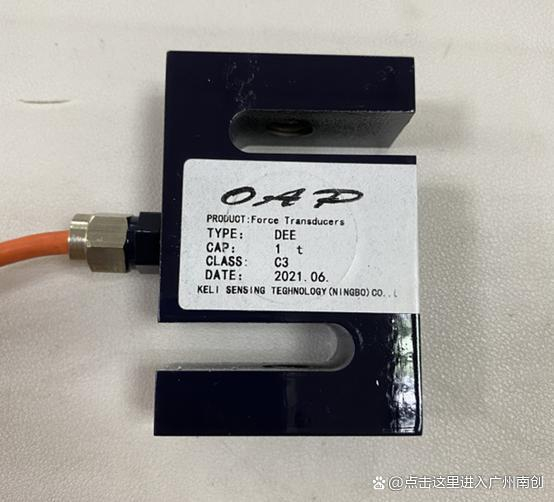 OAP
PRODUCT:Force Transducers
TYPE: DEE
CAP: 1 t
CLASS: C3
DATE: 2021.06.
KELI SENSING TEGHNOLOGY(NINGBO)CO.,L
@点击这里进入广州南创